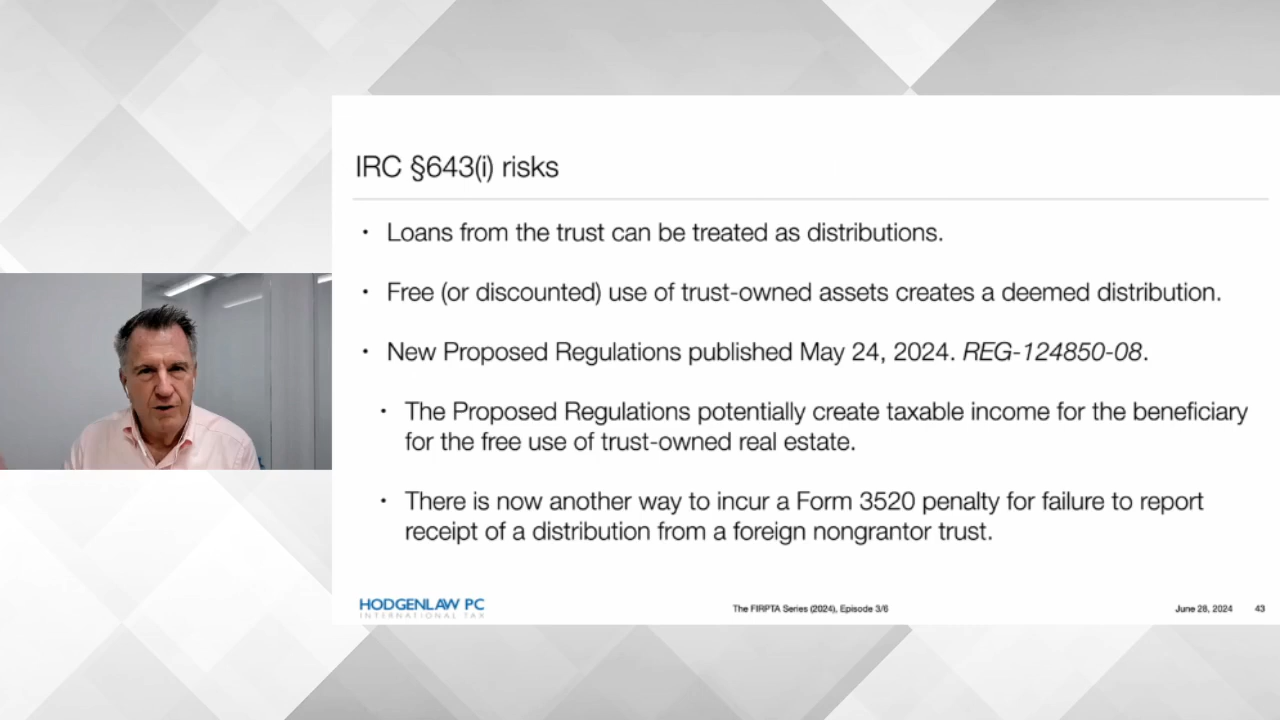 IRC §643(i) risks
• Loans from the trust can be treated as distributions.
• Free (or discounted) use of trust-owned assets creates a deemed distribution.
• New Proposed Regulations published May 24, 2024. REG-124850-08.
• The Proposed Regulations potentially create taxable income for the beneficiary
for the free use of trust-owned real estate.
• There is now another way to incur a Form 3520 penalty for failure to report
receipt of a distribution from a foreign nongrantor trust.
HODGENLAW PC
INTERNATIONAL TAX
The FIRPTA Series (2024), Episode 3/6
June 28, 2024
43